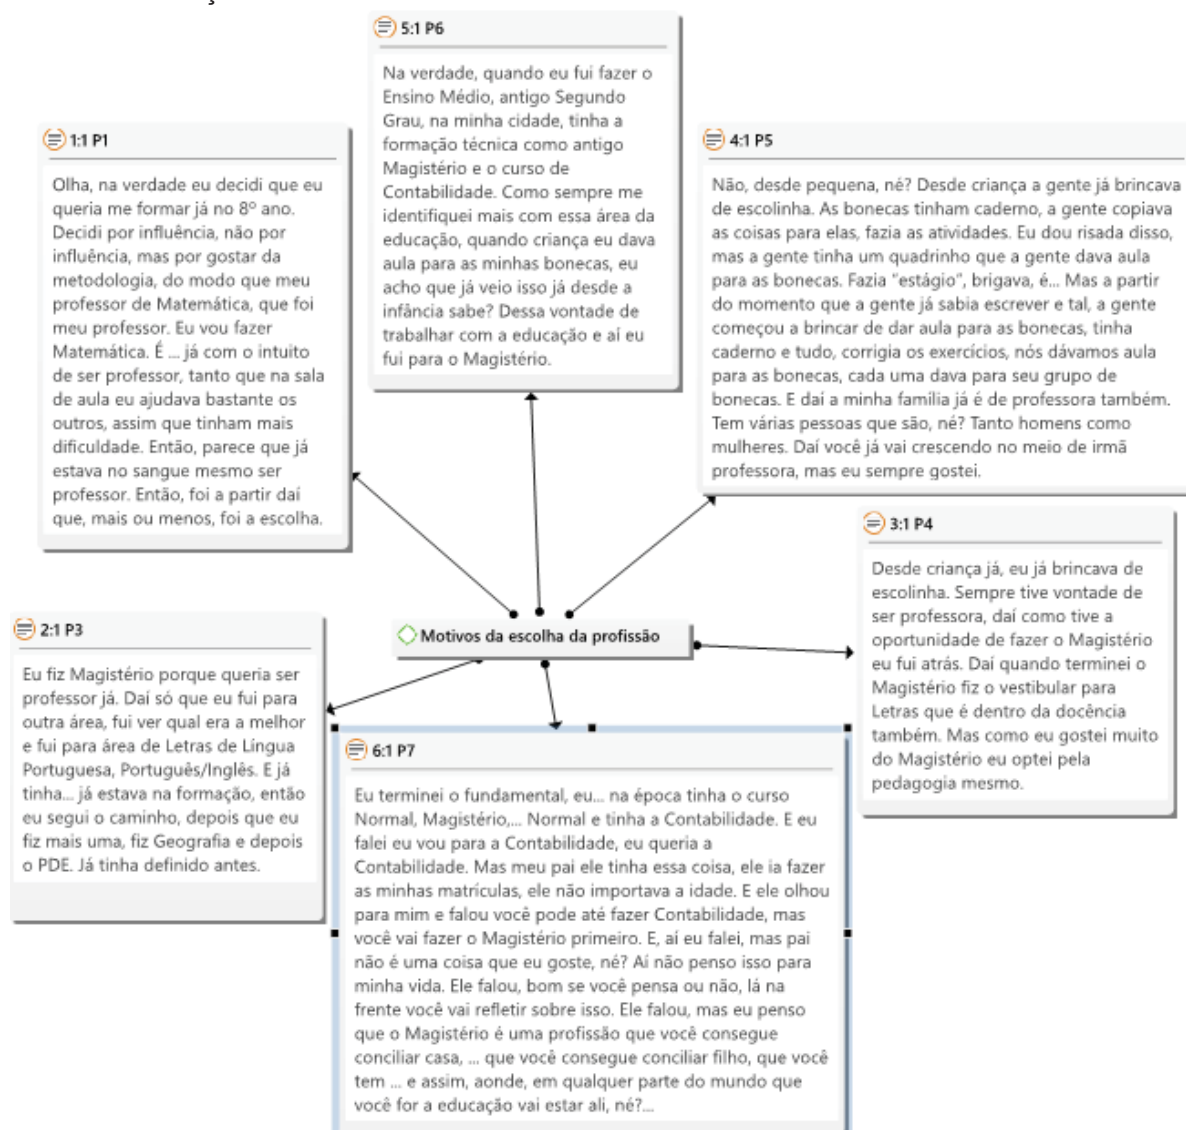 5:1 P6
Na verdade, quando eu fui fazer o
Ensino Médio, antigo Segundo
Grau, na minha cidade, tinha a
formação técnica como antigo
Magistério e o curso de
Contabilidade. Como sempre me
identifiquei mais com essa área da
educação, quando criança eu dava
aula para as minhas bonecas, eu
acho que já veio isso já desde a
infância sabe? Dessa vontade de
trabalhar com a educação e aí eu
fui para o Magistério.
1:1 P1
Olha, na verdade eu decidi que eu
queria me formar já no 8º ano.
Decidi por influência, não por
influência, mas por gostar da
metodologia, do modo que meu
professor de Matemática, que foi
meu professor. Eu vou fazer
Matemática. É ... já com o intuito
de ser professor, tanto que na sala
de aula eu ajudava bastante os
outros, assim que tinham mais
dificuldade. Então, parece que já
estava no sangue mesmo ser
professor. Então, foi a partir daí
que, mais ou menos, foi a escolha.
4:1 P5
Não, desde pequena, né? Desde criança a gente já brincava
de escolinha. As bonecas tinham caderno, a gente copiava
as coisas para elas, fazia as atividades. Eu dou risada disso,
mas a gente tinha um quadrinho que a gente dava aula
para as bonecas. Fazia "estágio", brigava, é... Mas a partir
do momento que a gente já sabia escrever e tal, a gente
começou a brincar de dar aula para as bonecas, tinha
caderno e tudo, corrigia os exercícios, nós dávamos aula
para as bonecas, cada uma dava para seu grupo de
bonecas. E daí a minha família já é de professora também.
Tem várias pessoas que são, né? Tanto homens como
mulheres. Daí você já vai crescendo no meio de irmã
professora, mas eu sempre gostei.
3:1 P4
Desde criança já, eu já brincava de
escolinha. Sempre tive vontade de
ser professora, daí como tive a
oportunidade de fazer o Magistério
eu fui atrás. Daí quando terminei o
Magistério fiz o vestibular para
Letras que é dentro da docência
também. Mas como eu gostei muito
do Magistério eu optei pela
pedagogia mesmo.
Motivos da escolha da profissão
2:1 P3
Eu fiz Magistério porque queria ser
professor já. Daí só que eu fui para
outra área, fui ver qual era a melhor
e fui para área de Letras de Língua
Portuguesa, Português/Inglês. E já
tinha... já estava na formação, então
eu segui o caminho, depois que eu
fiz mais uma, fiz Geografia e depois
o PDE. Já tinha definido antes.
6:1 P7
Eu terminei o fundamental, eu... na época tinha o curso
Normal, Magistério,... Normal e tinha a Contabilidade. E eu
falei eu vou para a Contabilidade, eu queria a
Contabilidade. Mas meu pai ele tinha essa coisa, ele ia fazer
as minhas matrículas, ele não importava a idade. E ele olhou
para mim e falou você pode até fazer Contabilidade, mas
você vai fazer o Magistério primeiro. E, aí eu falei, mas pai
não é uma coisa que eu goste, né? Aí não penso isso para
minha vida. Ele falou, bom se você pensa ou não, lá na
frente você vai refletir sobre isso. Ele falou, mas eu penso
que o Magistério é uma profissão que você consegue
conciliar casa, ... que você consegue conciliar filho, que você
tem ... e assim, aonde, em qualquer parte do mundo que
você for a educação vai estar ali, né?...